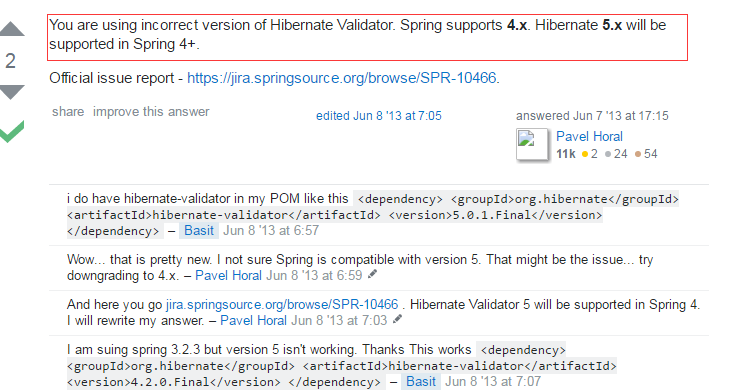 You are using incorrect version of Hibernate Validator. Spring supports 4.x. Hibernate 5.x will be
supported in Spring 4+.
2
Official issue report - https://jira.springsource.org/browse/SPR-10466.
share improve this answer
edited Jun 8 '13 at 7:05
answered Jun 7 '13 at 17:15
Pavel Horal
11k 2 24 54
i do have hibernate-validator in my POM like this <dependency> <groupId>org.hibernate</groupId>
<artifactId>hibernate-validator</artifactId> <version>5.0.1.Final</version>
</dependency> – Basit Jun 8 '13 at 6:57
Wow... that is pretty new. I not sure Spring is compatible with version 5. That might be the issue... try
downgrading to 4.x. – Pavel Horal Jun 8 '13 at 6:59
And here you go jira.springsource.org/browse/SPR-10466 . Hibernate Validator 5 will be supported in Spring 4.
I will rewrite my answer. – Pavel Horal Jun 8 '13 at 7:03
I am suing spring 3.2.3 but version 5 isn't working. Thanks This works <dependency>
<groupId>org.hibernate</groupId> <artifactId>hibernate-validator</artifactId>
<version>4.2.0.Final</version> </dependency> – Basit Jun 8 '13 at 7:07